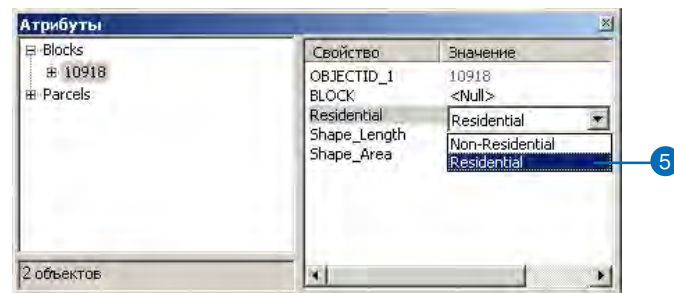 Атрибуты
Blocks
10918
Parcels
2 объектов
Свойство Значение
OBJECTID_1 10918
BLOCK <Null>
Residential Residential
Shape_Length
Shape_Area
Non-Residential
Residential
5